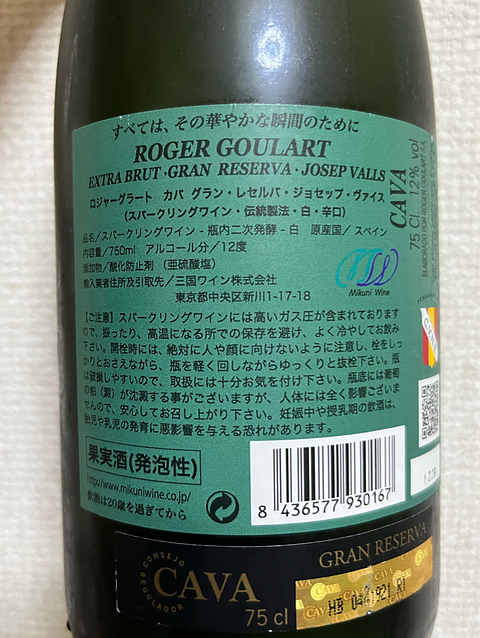 すべては、その華やかな瞬間のために
ROGER GOULART
EXTRA BRUT・GRAN RESERVA・JOSEP VALLS
ロジャーグラート カバ グラン・レセルバ・ジョセップ・ヴァイス
(スパークリングワイン・伝統製法・白・辛口)
品名/スパークリングワイン - 瓶内二次発酵 - 白 原産国/スペイン
内容量/750ml アルコール分/12度
添加物/酸化防止剤 (亜硫酸塩)
輸入業者住所及引取先/三国ワイン株式会社
東京都中央区新川1-17-18
Mikuni Wine
【ご注意】スパークリングワインには高いガス圧が含まれております
ので、振ったり、高温になる所での保存を避け、よく冷やしてお飲み
下さい。開栓時には、絶対に人や顔に向けないように注意し、栓をしっ
かりとおさえながら、瓶を軽く回しながらゆっくりと抜栓下さい。瓶
は破損しやすいので、取扱には十分お気を付け下さい。瓶底には葡萄
の粕(澱)が沈澱する事がございますが、人体には全く影響ございま
せんので、安心してお召し上がり下さい。妊娠中や授乳期の飲酒は、
胎児や乳児の発育に悪影響を与える恐れがあります。
果実酒(発泡性)
http://www.mikuniwine.co.jp/
飲酒は20歳を過ぎてから
8 436577 930167
CAVA
75 Cl. 12% vol
ELABORADO POR ROGER GOULART S.A.
CONSEJO REGULADOR
CAVA
75 cl
GRAN RESERVA